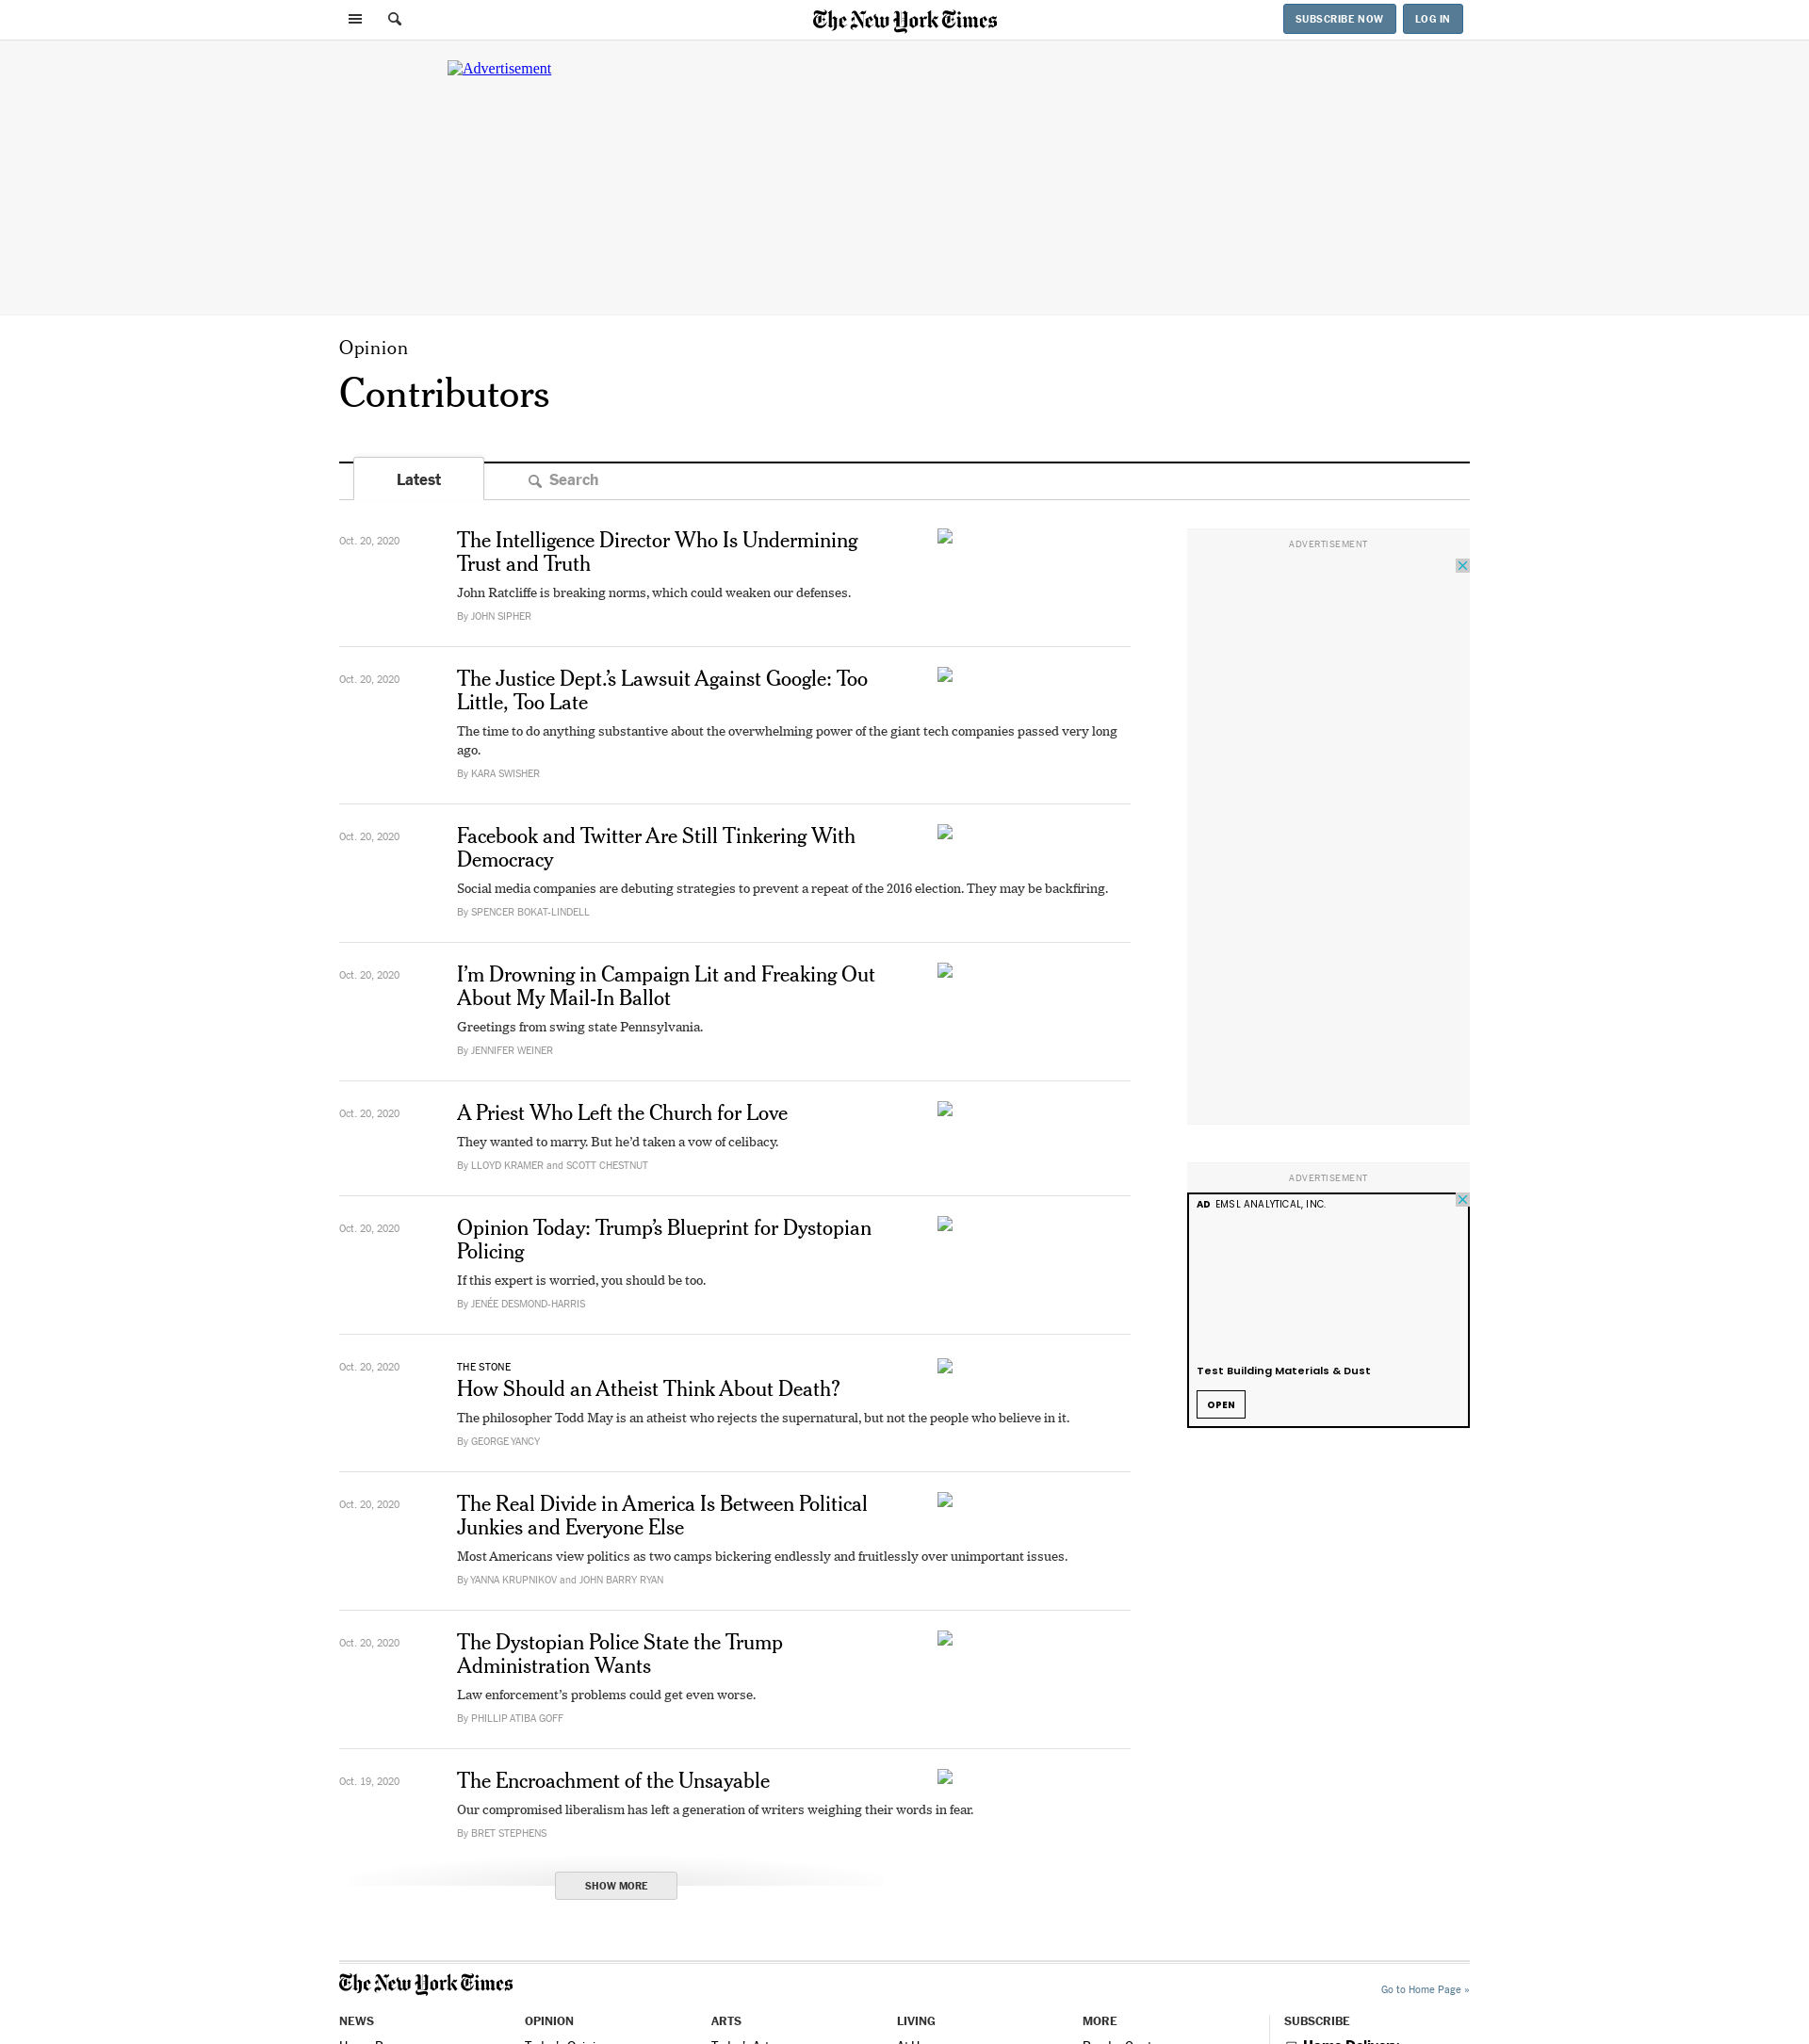 The New York Times
SUBSCRIBE NOW
LOG IN
Advertisement
Opinion
Contributors
Latest
Search
Oct. 20, 2020
The Intelligence Director Who Is Undermining
Trust and Truth
John Ratcliffe is breaking norms, which could weaken our defenses.
By JOHN SIPHER
Oct. 20, 2020
The Justice Dept.’s Lawsuit Against Google: Too
Little, Too Late
The time to do anything substantive about the overwhelming power of the giant tech companies passed very long
ago.
By KARA SWISHER
Oct. 20, 2020
Facebook and Twitter Are Still Tinkering With
Democracy
Social media companies are debuting strategies to prevent a repeat of the 2016 election. They may be backfiring.
By SPENCER BOKAT-LINDELL
Oct. 20, 2020
I’m Drowning in Campaign Lit and Freaking Out
About My Mail-In Ballot
Greetings from swing state Pennsylvania.
By JENNIFER WEINER
Oct. 20, 2020
A Priest Who Left the Church for Love
They wanted to marry. But he’d taken a vow of celibacy.
By LLOYD KRAMER and SCOTT CHESTNUT
Oct. 20, 2020
Opinion Today: Trump’s Blueprint for Dystopian
Policing
If this expert is worried, you should be too.
By JENÉE DESMOND-HARRIS
Oct. 20, 2020
THE STONE
How Should an Atheist Think About Death?
The philosopher Todd May is an atheist who rejects the supernatural, but not the people who believe in it.
By GEORGE YANCY
Oct. 20, 2020
The Real Divide in America Is Between Political
Junkies and Everyone Else
Most Americans view politics as two camps bickering endlessly and fruitlessly over unimportant issues.
By YANNA KRUPNIKOV and JOHN BARRY RYAN
Oct. 20, 2020
The Dystopian Police State the Trump
Administration Wants
Law enforcement’s problems could get even worse.
By PHILLIP ATIBA GOFF
Oct. 19, 2020
The Encroachment of the Unsayable
Our compromised liberalism has left a generation of writers weighing their words in fear.
By BRET STEPHENS
SHOW MORE
ADVERTISEMENT
ADVERTISEMENT
AD EMSL ANALYTICAL, INC.
Test Building Materials & Dust
OPEN
The New York Times
Go to Home Page »
NEWS
OPINION
ARTS
LIVING
MORE
SUBSCRIBE
Home Delivery